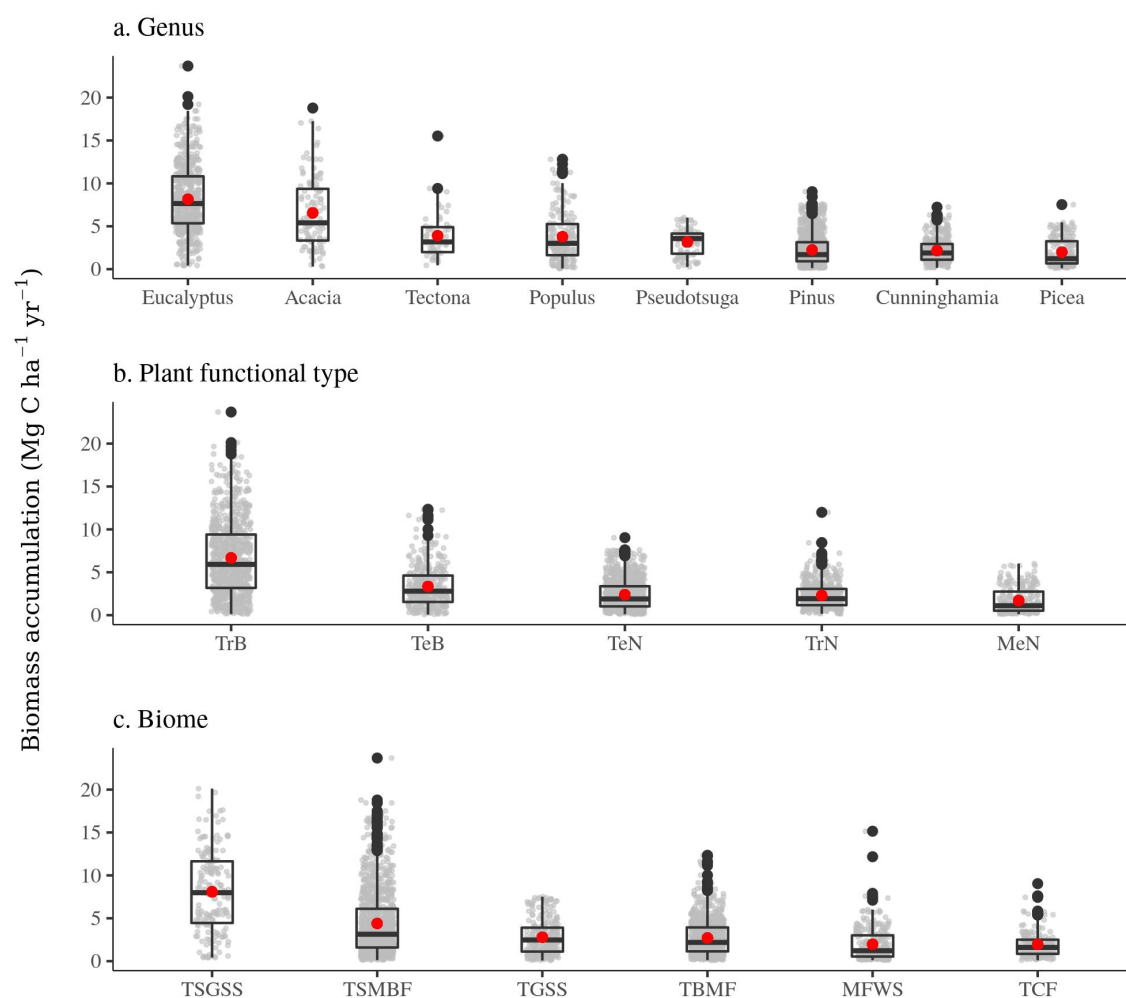 a. Genus
20
15
10
5
0
Eucalyptus Acacia Tectona Populus Pseudotsuga Pinus Cunninghamia Picea
Biomass accumulation (Mg C ha⁻¹ yr⁻¹)
b. Plant functional type
20
15
10
5
0
TrB TeB TeN TrN MeN
c. Biome
20
15
10
5
0
TSGSS TSMBF TGSS TBMF MFWS TCF